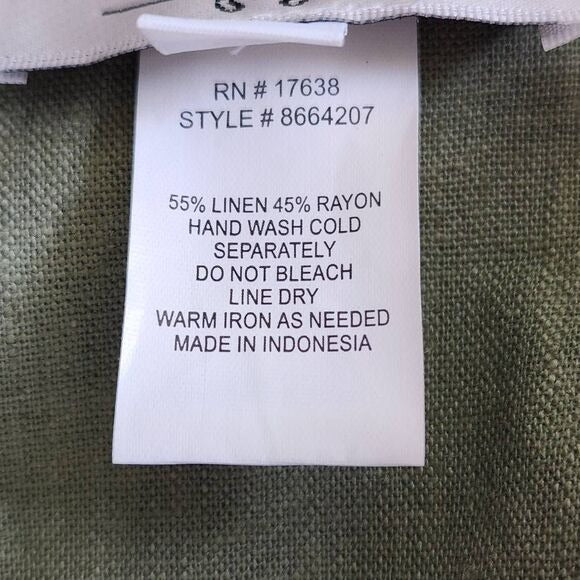 RN # 17638
STYLE # 8664207
55% LINEN 45% RAYON
HAND WASH COLD
SEPARATELY
DO NOT BLEACH
LINE DRY
WARM IRON AS NEEDED
MADE IN INDONESIA